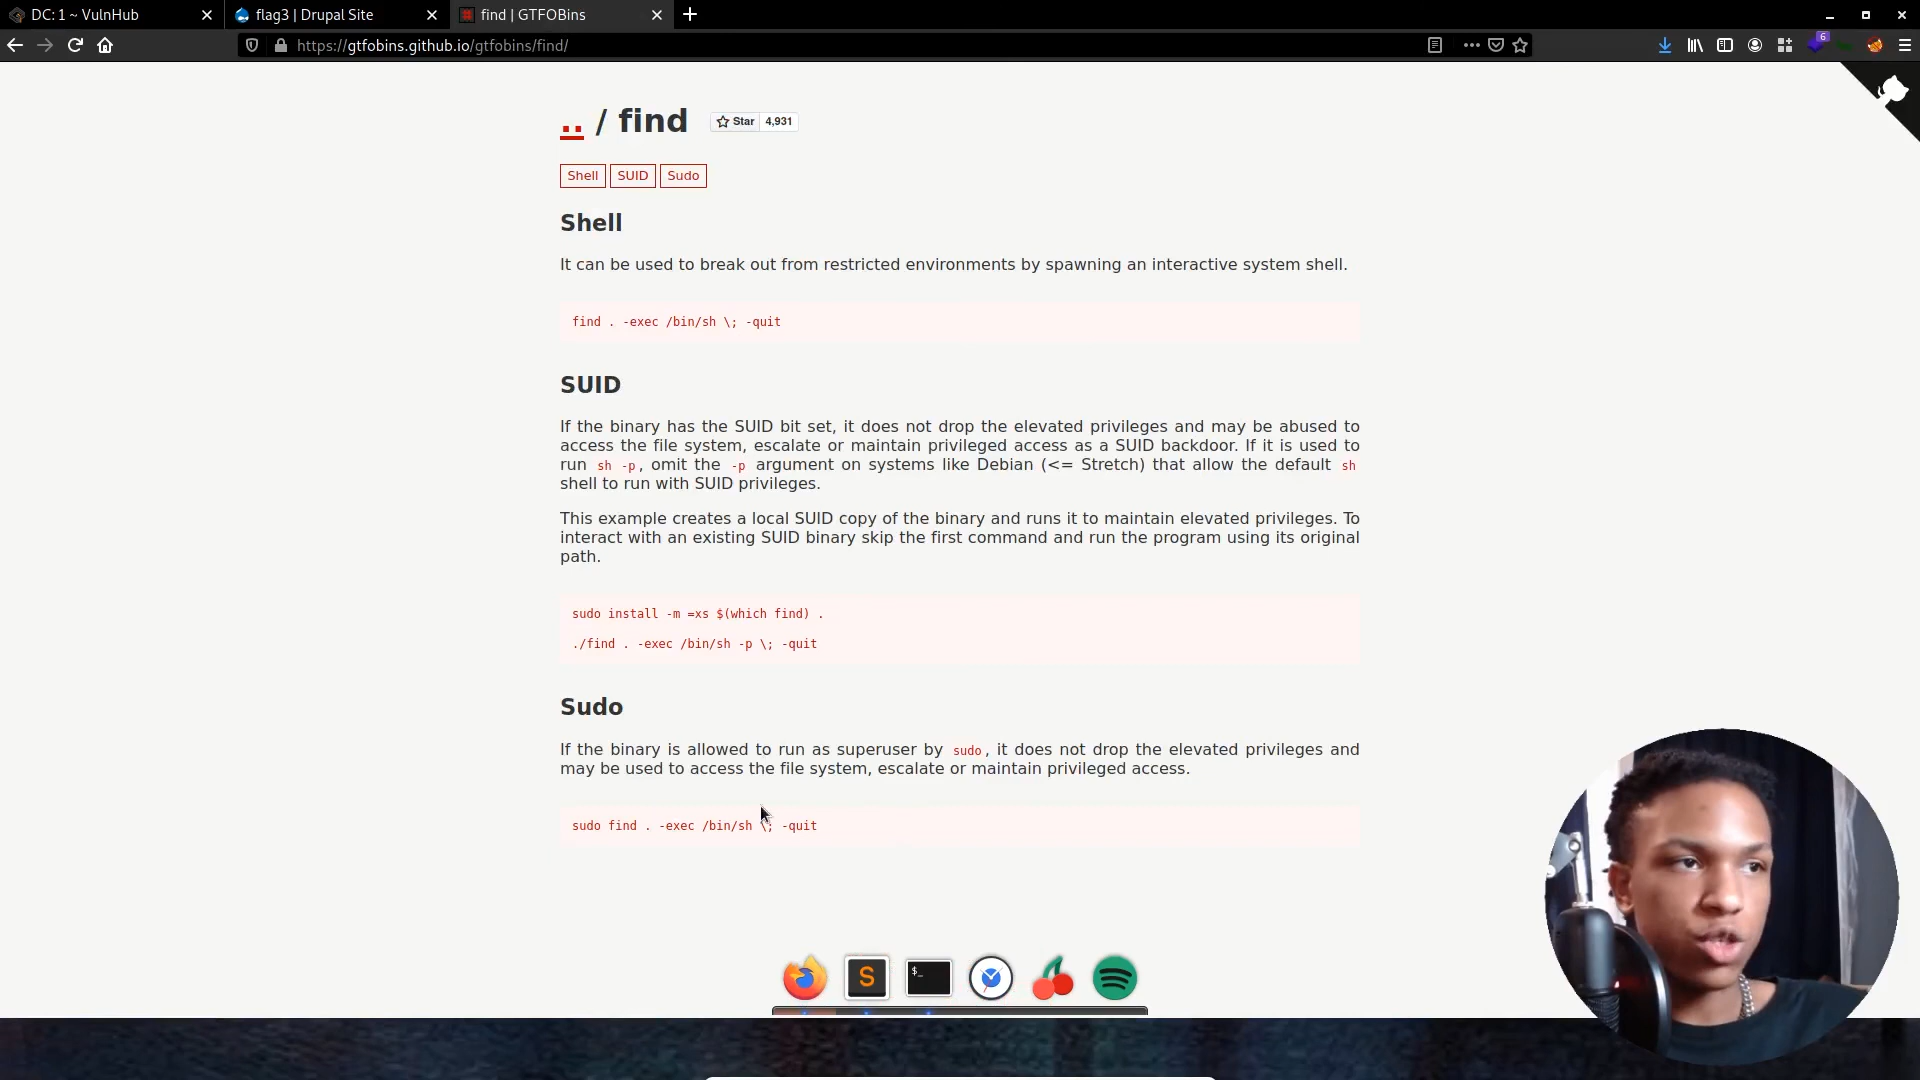 DC: 1 ~ VulnHub
flag3 | Drupal Site
find | GTFOBins
https://gtfobins.github.io/gtfobins/find/
6
.. / find
Star 4,931
Shell SUID Sudo
Shell
It can be used to break out from restricted environments by spawning an interactive system shell.
find . -exec /bin/sh \; -quit
SUID
If the binary has the SUID bit set, it does not drop the elevated privileges and may be abused to
access the file system, escalate or maintain privileged access as a SUID backdoor. If it is used to
run sh -p, omit the -p argument on systems like Debian (<= Stretch) that allow the default sh
shell to run with SUID privileges.
This example creates a local SUID copy of the binary and runs it to maintain elevated privileges. To
interact with an existing SUID binary skip the first command and run the program using its original
path.
sudo install -m =xs $(which find) .
./find . -exec /bin/sh -p \; -quit
Sudo
If the binary is allowed to run as superuser by sudo, it does not drop the elevated privileges and
may be used to access the file system, escalate or maintain privileged access.
sudo find . -exec /bin/sh \; -quit
S
$_